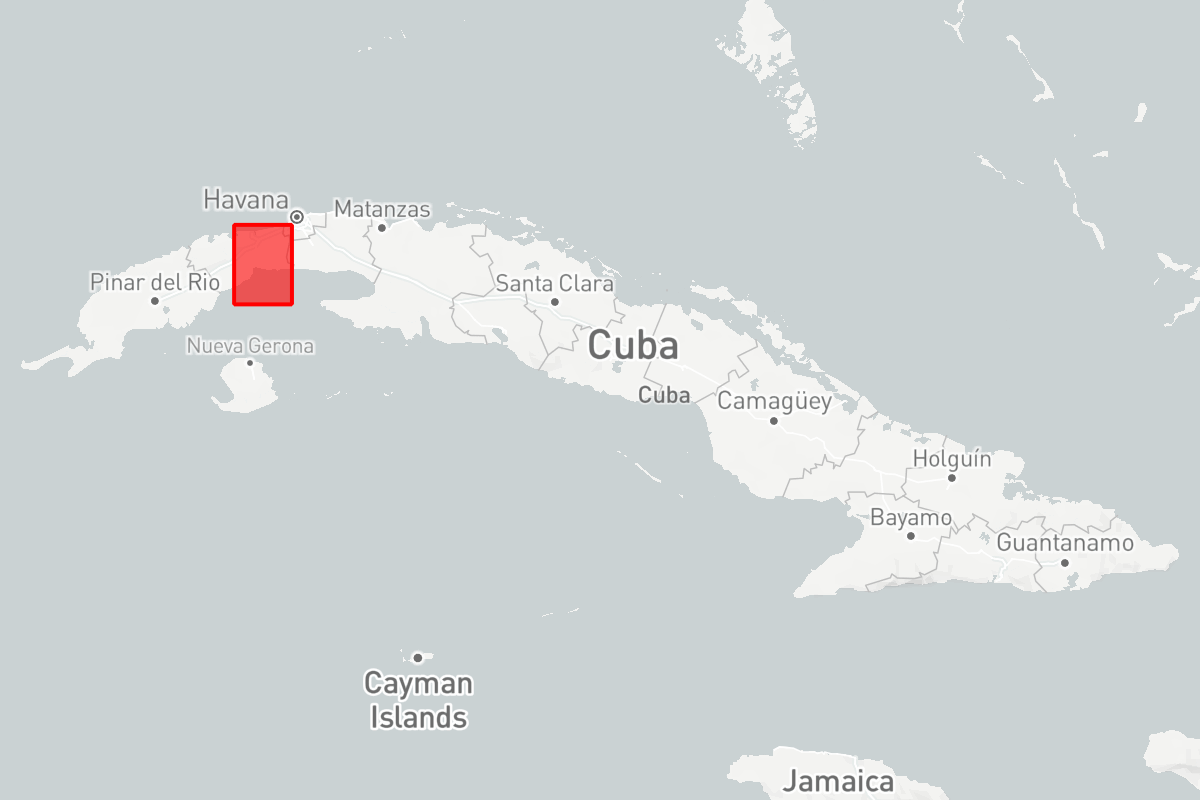 Havana
Matanzas
Pinar del Rio
Santa Clara
Nueva Gerona
Cuba
Cuba
Camagüey
Holguín
Bayamo
Guantanamo
Cayman
Islands
Jamaica